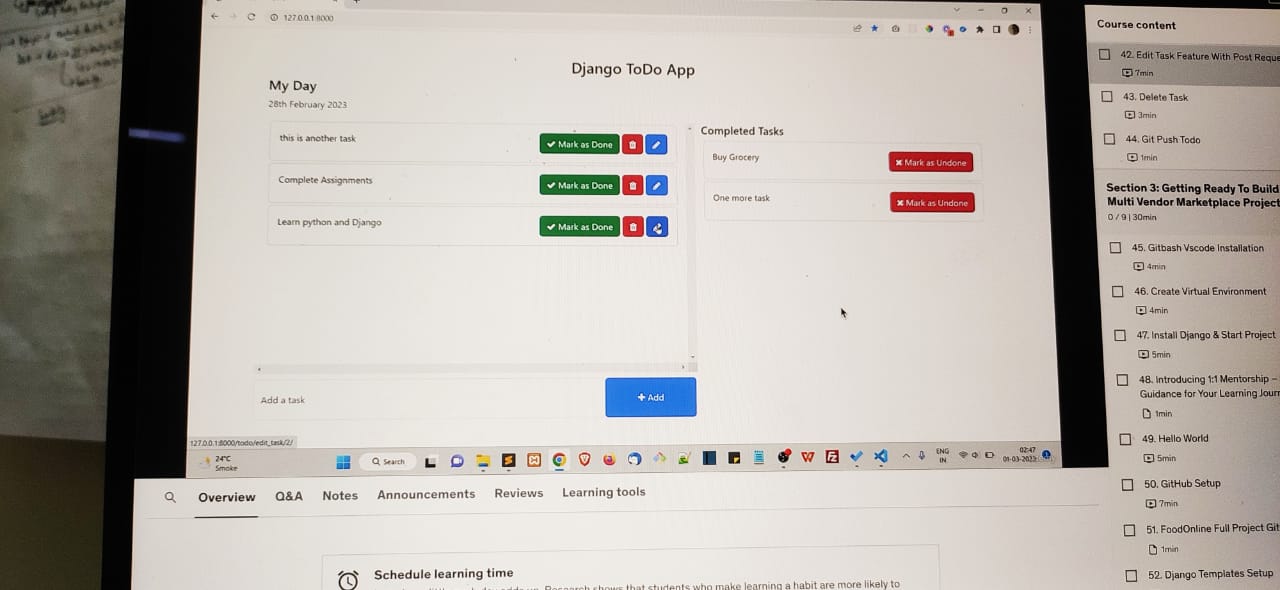 127.0.0.1:8000
Django ToDo App
My Day
28th February 2023
this is another task
Mark as Done
Complete Assignments
Mark as Done
Learn python and Django
Mark as Done
Completed Tasks
Buy Grocery
Mark as Undone
One more task
Mark as Undone
Add a task
Add
127.0.0.1:8000/todo/edit_task/2/
24°C
Smoke
Search
ENG
IN
02:47
01-03-2023
Overview Q&A Notes Announcements Reviews Learning tools
Schedule learning time
Research shows that students who make learning a habit are more likely to
Course content
42. Edit Task Feature With Post Reque
7min
43. Delete Task
3min
44. Git Push Todo
1min
Section 3: Getting Ready To Build
Multi Vendor Marketplace Project
0 / 9 | 30min
45. Gitbash Vscode Installation
4min
46. Create Virtual Environment
4min
47. Install Django & Start Project
5min
48. Introducing 1:1 Mentorship –
Guidance for Your Learning Jour
1min
49. Hello World
5min
50. GitHub Setup
7min
51. FoodOnline Full Project Git
1min
52. Django Templates Setup